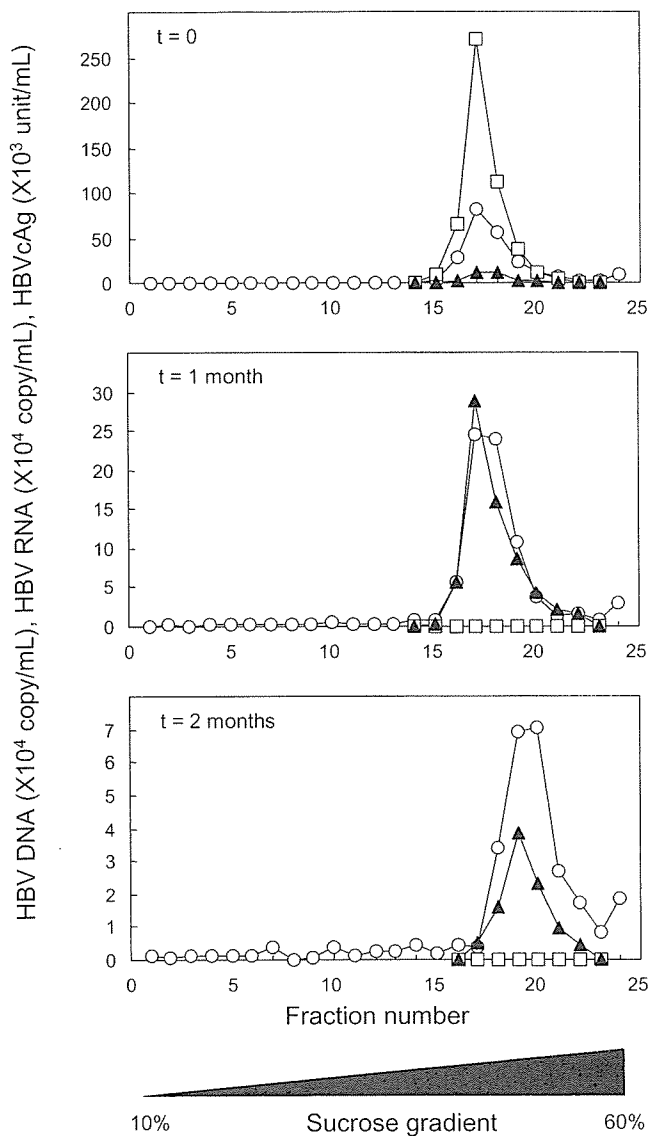 HBV DNA (X10⁴ copy/mL), HBV RNA (X10⁴ copy/mL), HBVcAg (X10³ unit/mL)
t = 0
250
200
150
100
50
0
0 5 10 15 20 25
t = 1 month
30
25
20
15
10
5
0
0 5 10 15 20 25
t = 2 months
7
6
5
4
3
2
1
0
0 5 10 15 20 25
Fraction number
10% Sucrose gradient 60%